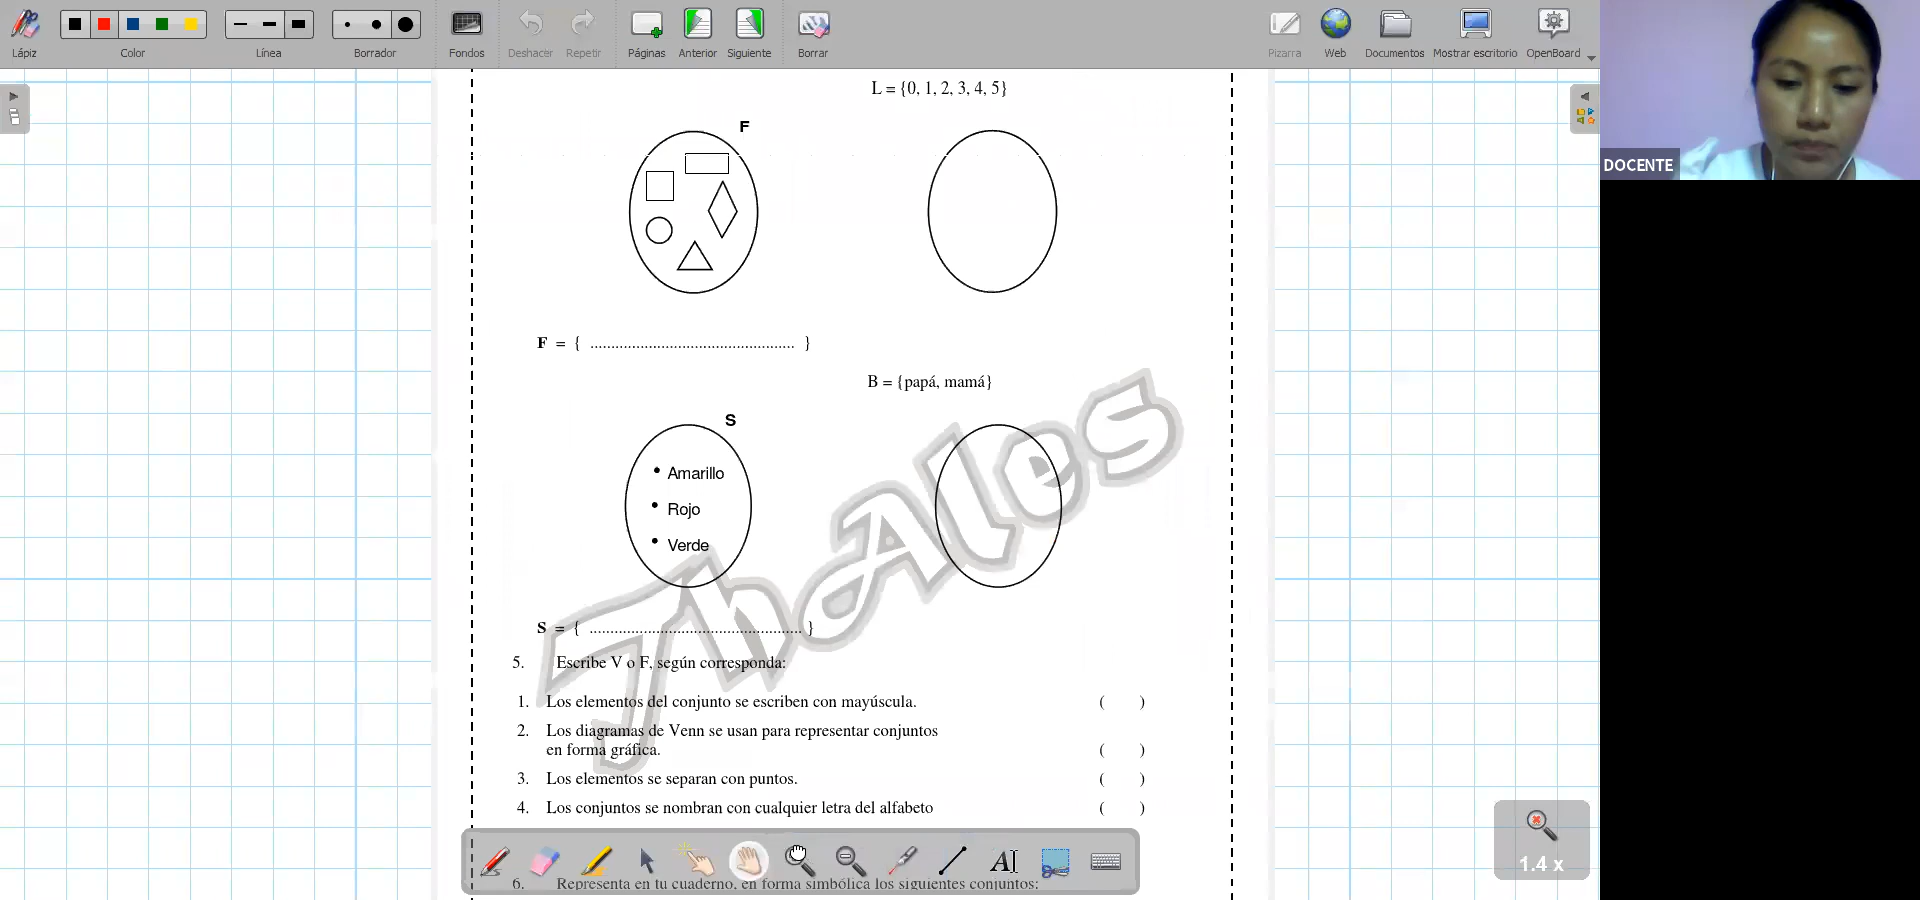 Lápiz
Color
Línea
Borrador
Fondos
Deshacer
Repetir
Páginas
Anterior
Siguiente
Borrar
Pizarra
Web
Documentos
Mostrar escritorio
OpenBoard
DOCENTE
L = {0, 1, 2, 3, 4, 5}
F
F = { ................................................. }
B = {papá, mamá}
S
• Amarillo
• Rojo
• Verde
S = { ................................................... }
Thales
5. Escribe V o F, según corresponda:
1. Los elementos del conjunto se escriben con mayúscula. ( )
2. Los diagramas de Venn se usan para representar conjuntos
en forma gráfica. ( )
3. Los elementos se separan con puntos. ( )
4. Los conjuntos se nombran con cualquier letra del alfabeto ( )
AI
6. Representa en tu cuaderno, en forma simbólica los siguientes conjuntos:
1.4 x